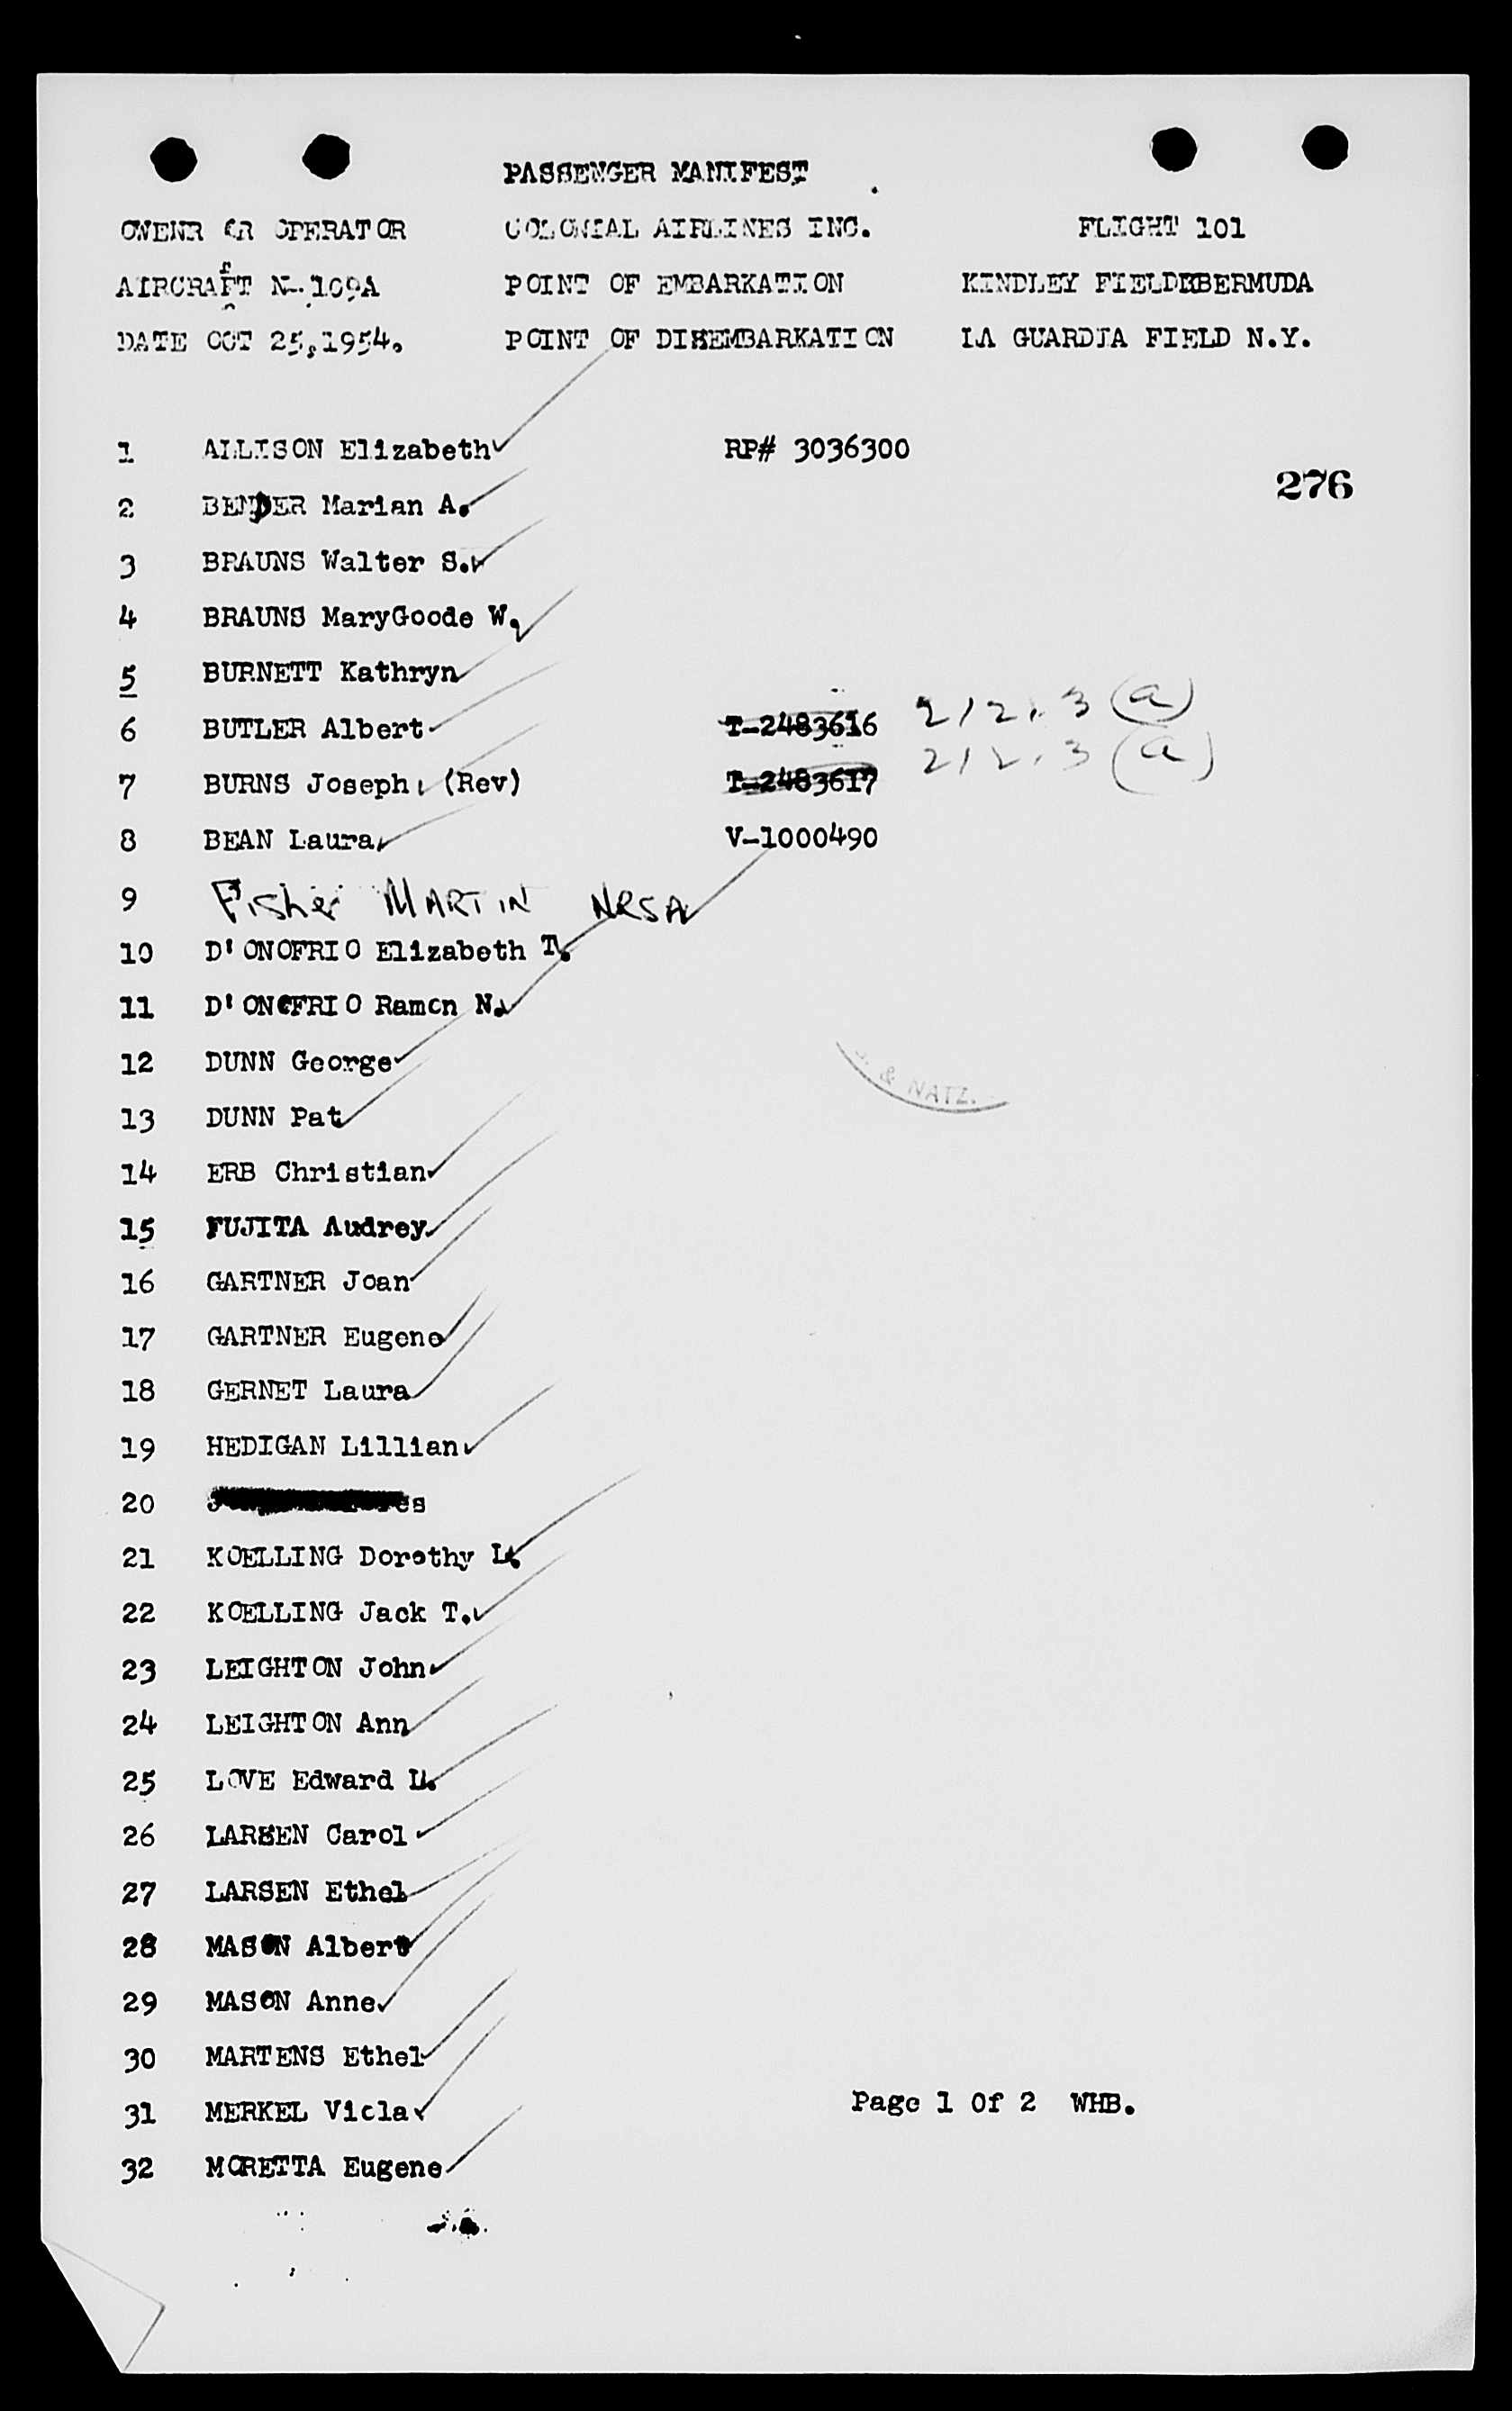 PASSENGER MANIFEST
OWENR OR OPERATOR COLONIAL AIRLINES INC. FLIGHT 101
AIRCRAFT N-109A POINT OF EMBARKATION KINDLEY FIELD BERMUDA
DATE OCT 25,1954. POINT OF DISEMBARKATION LA GUARDIA FIELD N.Y.
1 ALLISON Elizabeth RP# 3036300
276
2 BENDER Marian A.
3 BRAUNS Walter S.
4 BRAUNS MaryGoode W.
5 BURNETT Kathryn
6 BUTLER Albert T-2483616 212.3 (a)
7 BURNS Joseph (Rev) T-2483617 212.3 (a)
8 BEAN Laura V-1000490
9 Fisher MARTIN NRSA
10 D'ONOFRIO Elizabeth T.
11 D'ONOFRIO Ramon N.
12 DUNN George
13 DUNN Pat
& NATZ.
14 ERB Christian
15 FUJITA Audrey
16 GARTNER Joan
17 GARTNER Eugene
18 GERNET Laura
19 HEDIGAN Lillian
20
21 KOELLING Dorothy L.
22 KOELLING Jack T.
23 LEIGHTON John
24 LEIGHTON Ann
25 LOVE Edward L.
26 LARSEN Carol
27 LARSEN Ethel
28 MASON Albert
29 MASON Anne
30 MARTENS Ethel
31 MERKEL Viola
Page 1 Of 2 WHB.
32 MORETTA Eugene